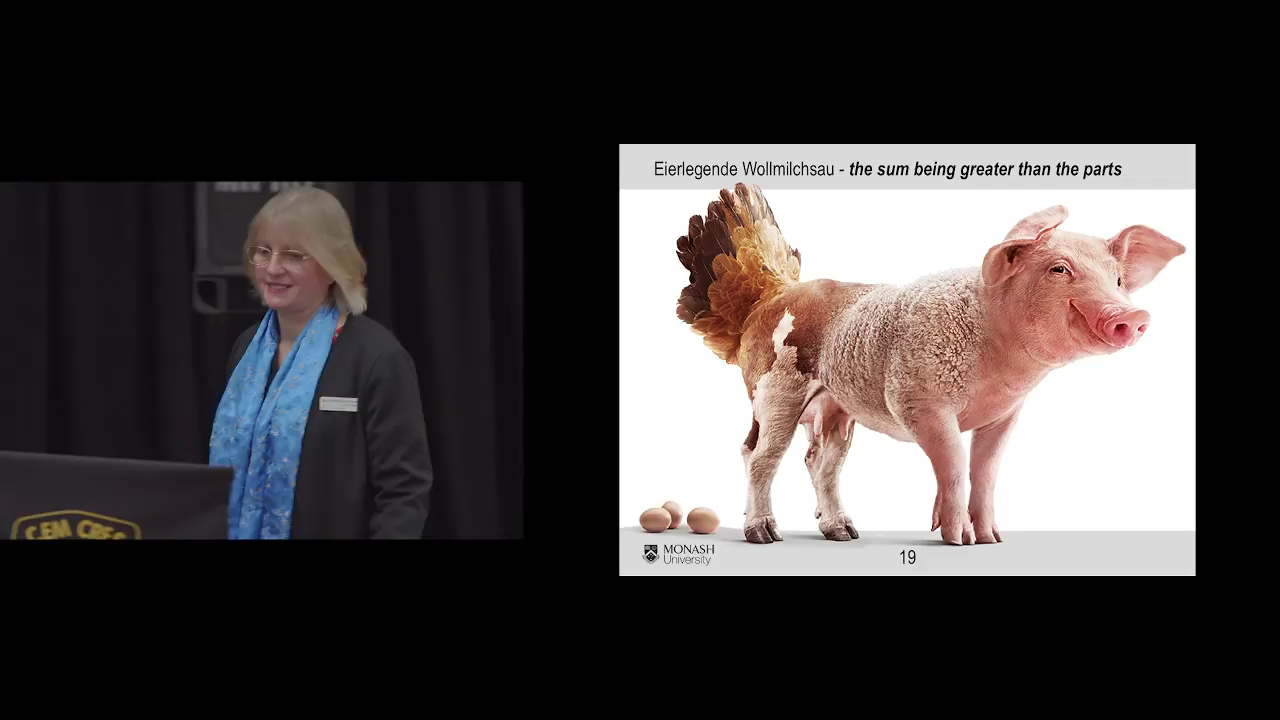 Eierlegende Wollmilchsau - the sum being greater than the parts
MONASH
University
19